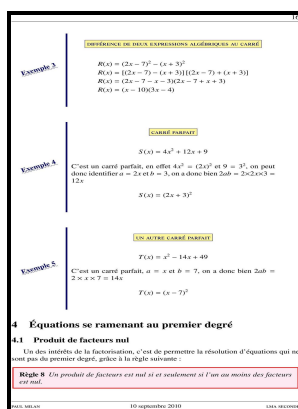 DIFFÉRENCE DE DEUX EXPRESSIONS ALGÉBRIQUES AU CARRÉ
Exemple 3
R(x) = (2x − 7)² − (x + 3)²
R(x) = [(2x − 7) − (x + 3)] [(2x − 7) + (x + 3)]
R(x) = (2x − 7 − x − 3)(2x − 7 + x + 3)
R(x) = (x − 10)(3x − 4)
CARRÉ PARFAIT
S(x) = 4x² + 12x + 9
Exemple 4
C'est un carré parfait, en effet 4x² = (2x)² et 9 = 3², on peut
donc identifier a = 2x et b = 3, on a donc bien 2ab = 2×2x×3 =
12x
S(x) = (2x + 3)²
UN AUTRE CARRÉ PARFAIT
T(x) = x² − 14x + 49
Exemple 5
C'est un carré parfait, a = x et b = 7, on a donc bien 2ab =
2 × x × 7 = 14x
T(x) = (x − 7)²
4 Équations se ramenant au premier degré
4.1 Produit de facteurs nul
Un des intérêts de la factorisation, c'est de permettre la résolution d'équations qui ne
sont pas du premier degré, grâce à la règle suivante :
Règle 8 Un produit de facteurs est nul si et seulement si l'un au moins des facteurs
est nul.
PAUL MILAN 10 septembre 2010 LMA SECONDE